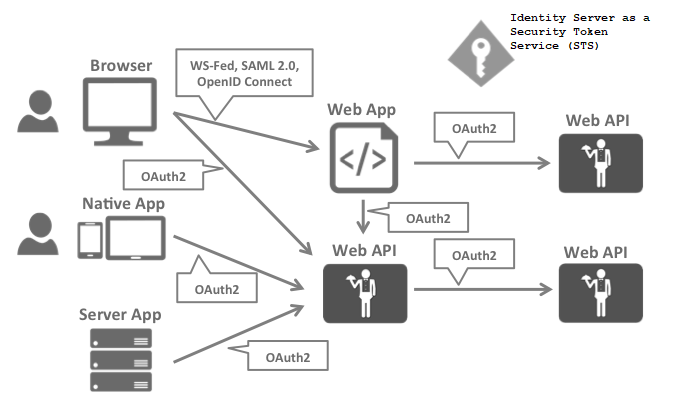 Identity Server as a
Security Token
Service (STS)
Browser
WS-Fed, SAML 2.0,
OpenID Connect
Web App
OAuth2
Web API
OAuth2
Native App
OAuth2
Web API
OAuth2
Web API
OAuth2
Server App
OAuth2